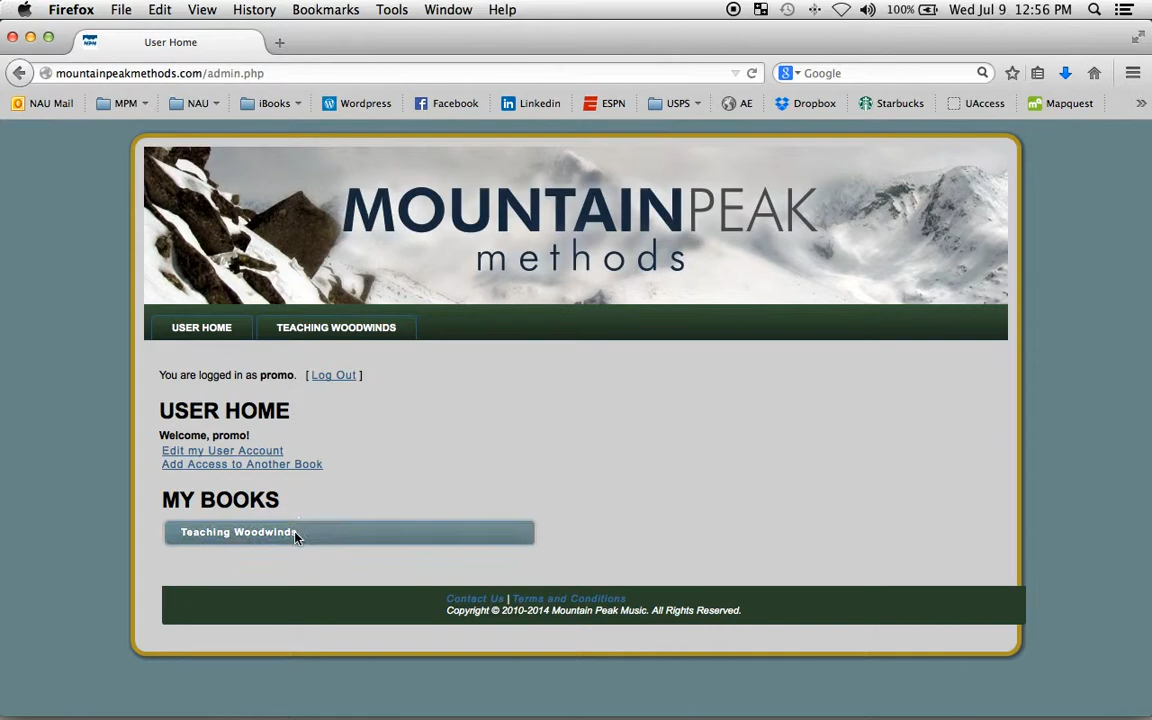 Firefox File Edit View History Bookmarks Tools Window Help 100% Wed Jul 9 12:56 PM
MPM User Home
mountainpeakmethods.com/admin.php Google
NAU Mail MPM NAU iBooks Wordpress Facebook Linkedin ESPN USPS AE Dropbox Starbucks UAccess Mapquest
MOUNTAINPEAK
methods
USER HOME TEACHING WOODWINDS
You are logged in as promo. [ Log Out ]
USER HOME
Welcome, promo!
Edit my User Account
Add Access to Another Book
MY BOOKS
Teaching Woodwinds
Contact Us | Terms and Conditions
Copyright © 2010-2014 Mountain Peak Music. All Rights Reserved.